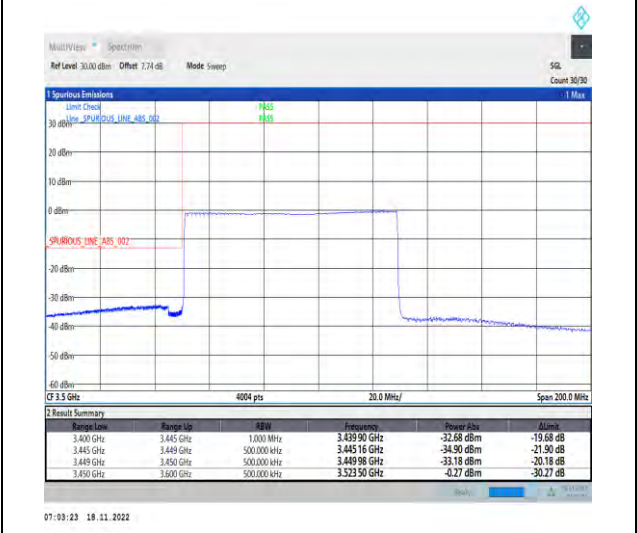 MultiView Spectrum
Ref Level 30.00 dBm Offset 7.74 dB Mode Sweep SGL
Count 30/30
1 Spurious Emissions 1 Max
Limit Check PASS
Line _SPURIOUS_LINE_ABS_002 PASS
30 dBm
20 dBm
10 dBm
0 dBm
_SPURIOUS_LINE_ABS_002
-20 dBm
-30 dBm
-40 dBm
-50 dBm
-60 dBm
CF 3.5 GHz 4004 pts 20.0 MHz/ Span 200.0 MHz
2 Result Summary
Range Low Range Up RBW Frequency Power Abs ΔLimit
3.400 GHz 3.445 GHz 1.000 MHz 3.439 90 GHz -32.68 dBm -19.68 dB
3.445 GHz 3.449 GHz 500.000 kHz 3.445 16 GHz -34.90 dBm -21.90 dB
3.449 GHz 3.450 GHz 500.000 kHz 3.449 98 GHz -33.18 dBm -20.18 dB
3.450 GHz 3.600 GHz 500.000 kHz 3.523 50 GHz -0.27 dBm -30.27 dB
Ready
07:03:23 18.11.2022